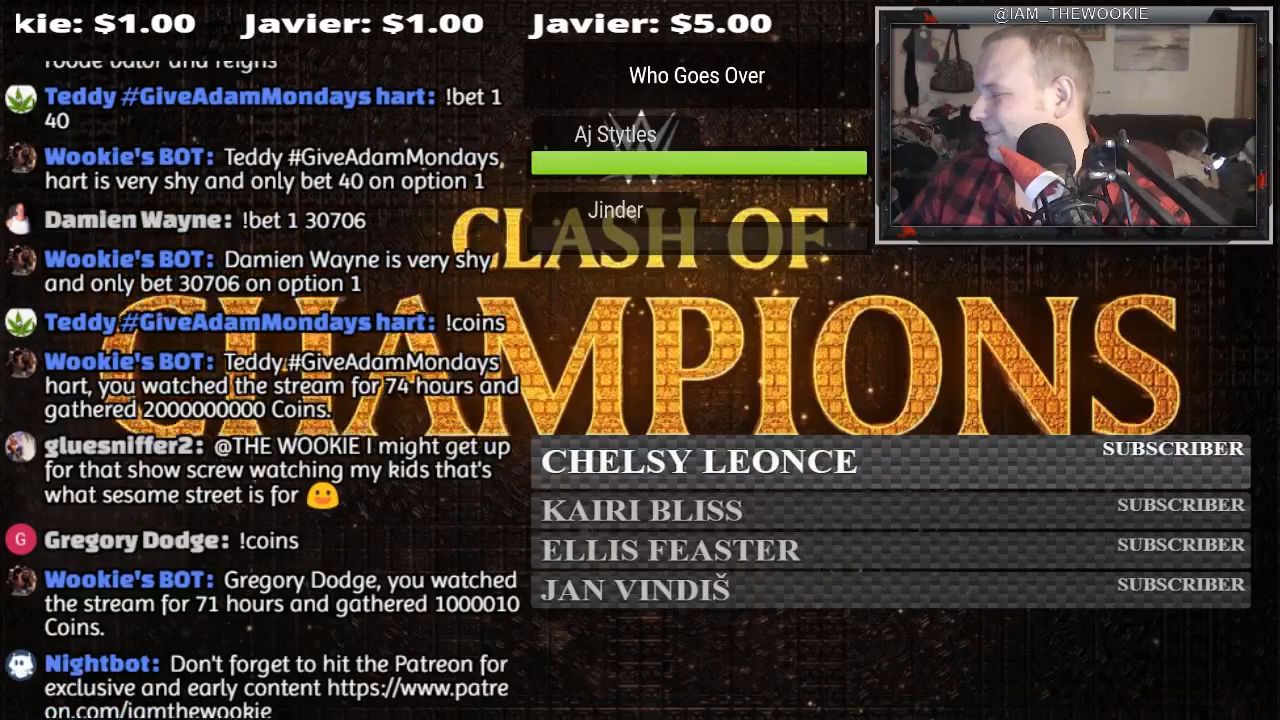 kie: $1.00 Javier: $1.00 Javier: $5.00
@IAM_THEWOOKIE
roode balor and reigns
Teddy #GiveAdamMondays hart: !bet 1
40
Wookie's BOT: Teddy #GiveAdamMondays
hart is very shy and only bet 40 on option 1
Damien Wayne: !bet 1 30706
Wookie's BOT: Damien Wayne is very shy
and only bet 30706 on option 1
Teddy #GiveAdamMondays hart: !coins
Wookie's BOT: Teddy #GiveAdamMondays
hart, you watched the stream for 74 hours and
gathered 2000000000 Coins.
gluesniffer2: @THE WOOKIE I might get up
for that show screw watching my kids that's
what sesame street is for
G Gregory Dodge: !coins
Wookie's BOT: Gregory Dodge, you watched
the stream for 71 hours and gathered 1000010
Coins.
Nightbot: Don't forget to hit the Patreon for
exclusive and early content https://www.patre
on.com/iamthewookie
Who Goes Over
Aj Stytles
Jinder
CLASH OF
CHAMPIONS
CHELSY LEONCE SUBSCRIBER
KAIRI BLISS SUBSCRIBER
ELLIS FEASTER SUBSCRIBER
JAN VINDIŠ SUBSCRIBER